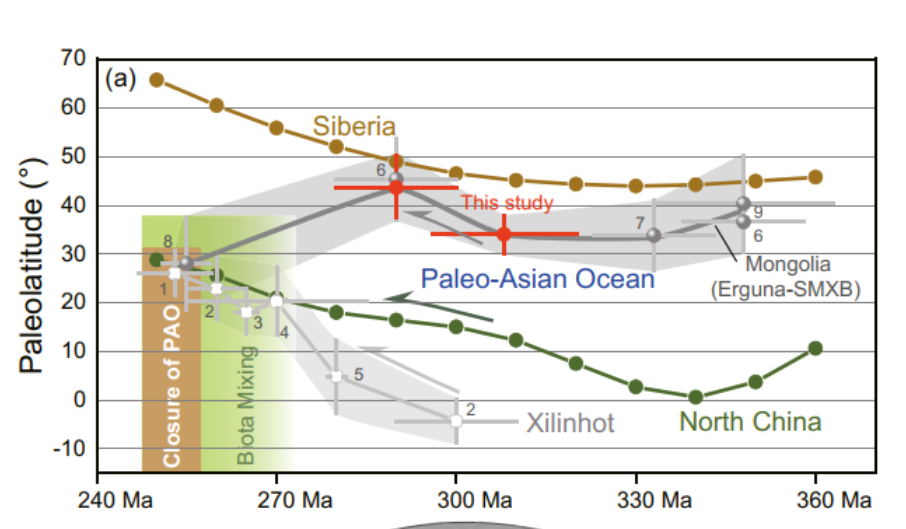 (a)
70
60
50
40
30
20
10
0
-10
Paleolatitude (°)
Siberia
6
This study
7
9
6
Mongolia
(Erguna-SMXB)
Paleo-Asian Ocean
8
1
2
3
4
5
2
Xilinhot
North China
Closure of PAO
Biota Mixing
240 Ma
270 Ma
300 Ma
330 Ma
360 Ma